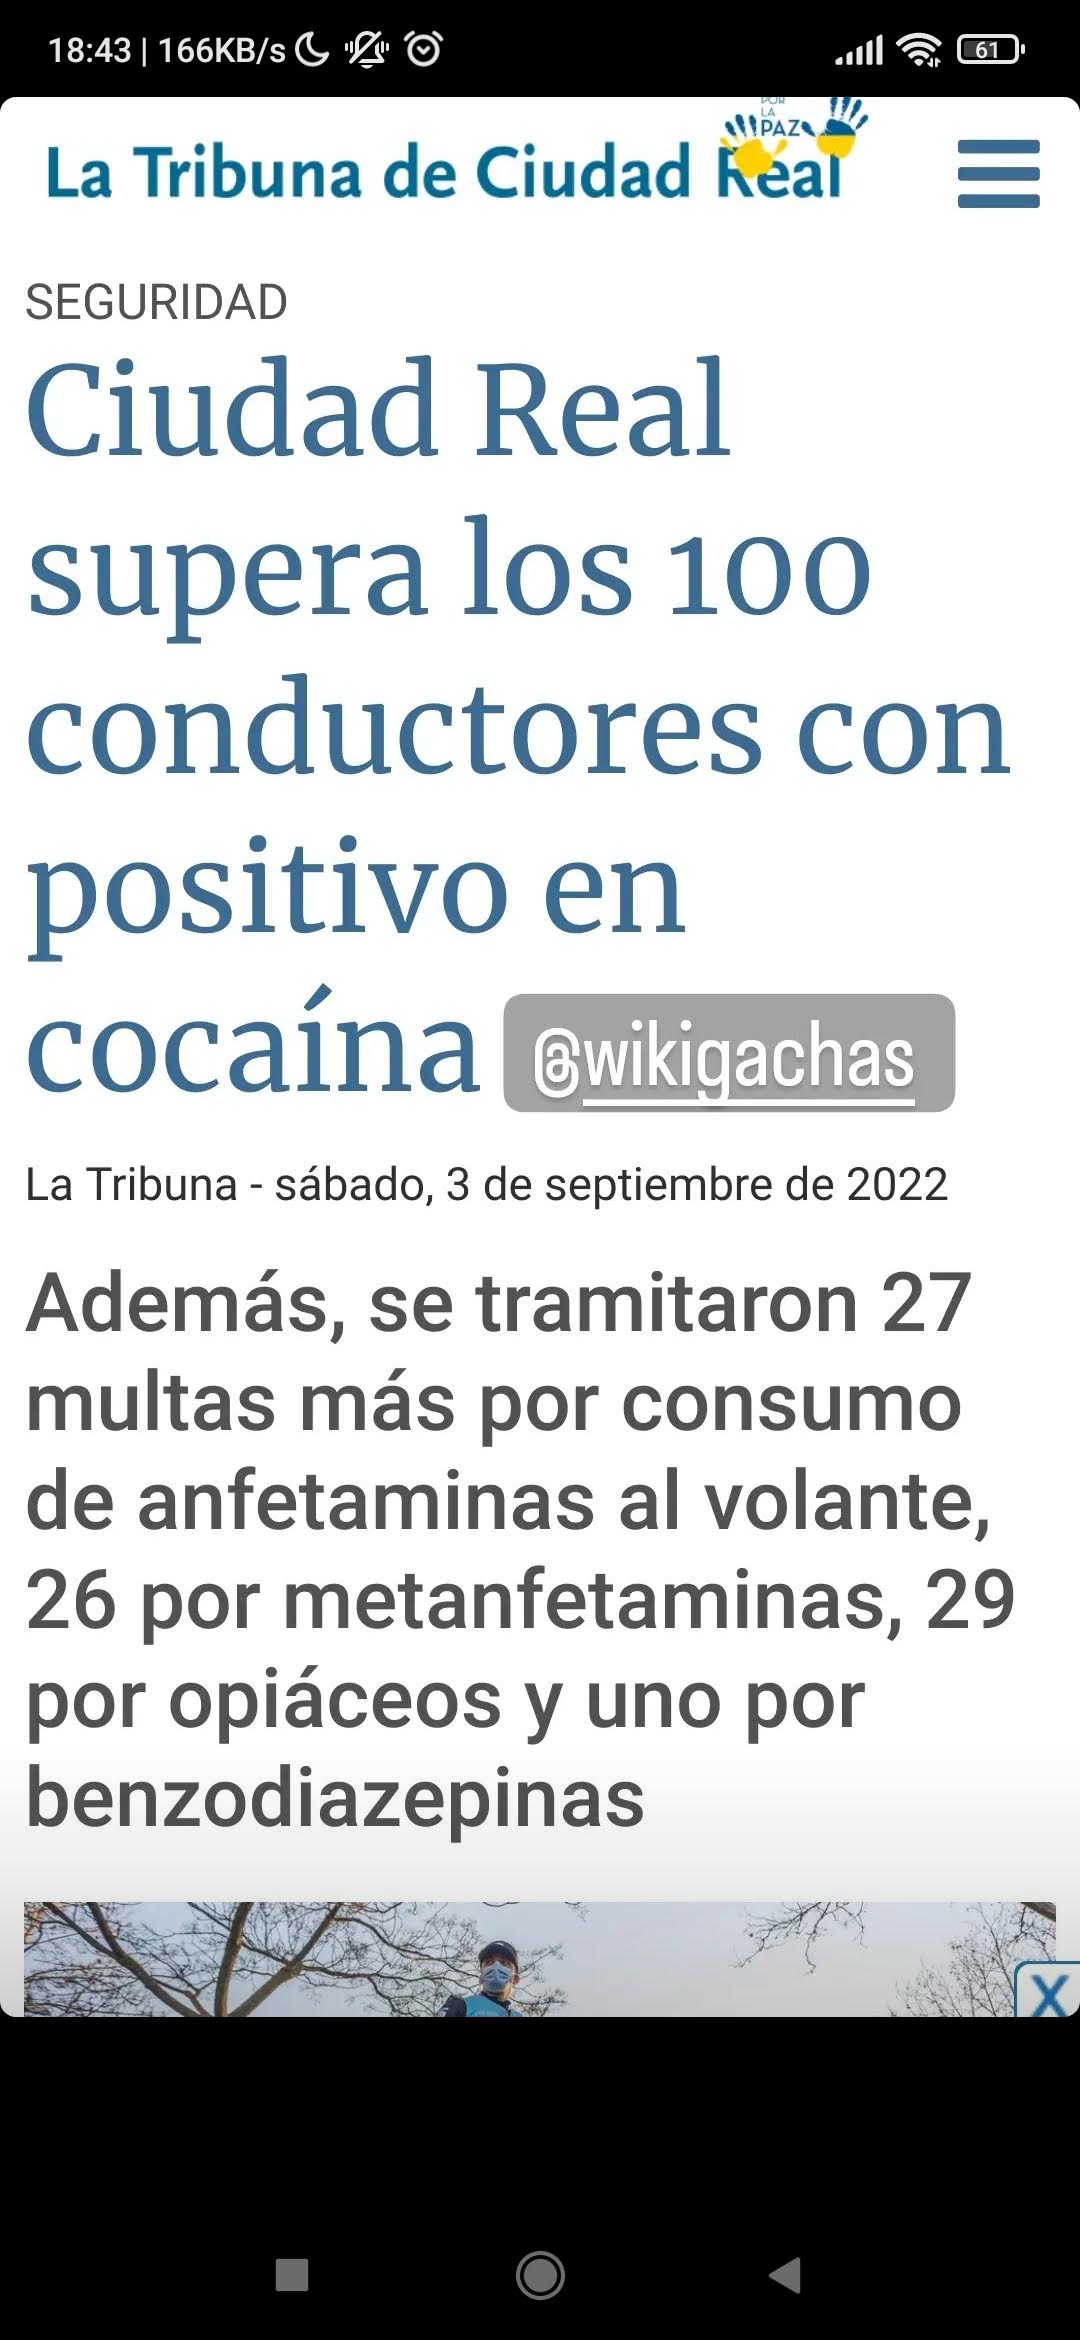 18:43 | 166KB/s
61
POR
LA
PAZ
La Tribuna de Ciudad Real
SEGURIDAD
Ciudad Real
supera los 100
conductores con
positivo en
cocaína @wikigachas
La Tribuna - sábado, 3 de septiembre de 2022
Además, se tramitaron 27
multas más por consumo
de anfetaminas al volante,
26 por metanfetaminas, 29
por opiáceos y uno por
benzodiazepinas
X